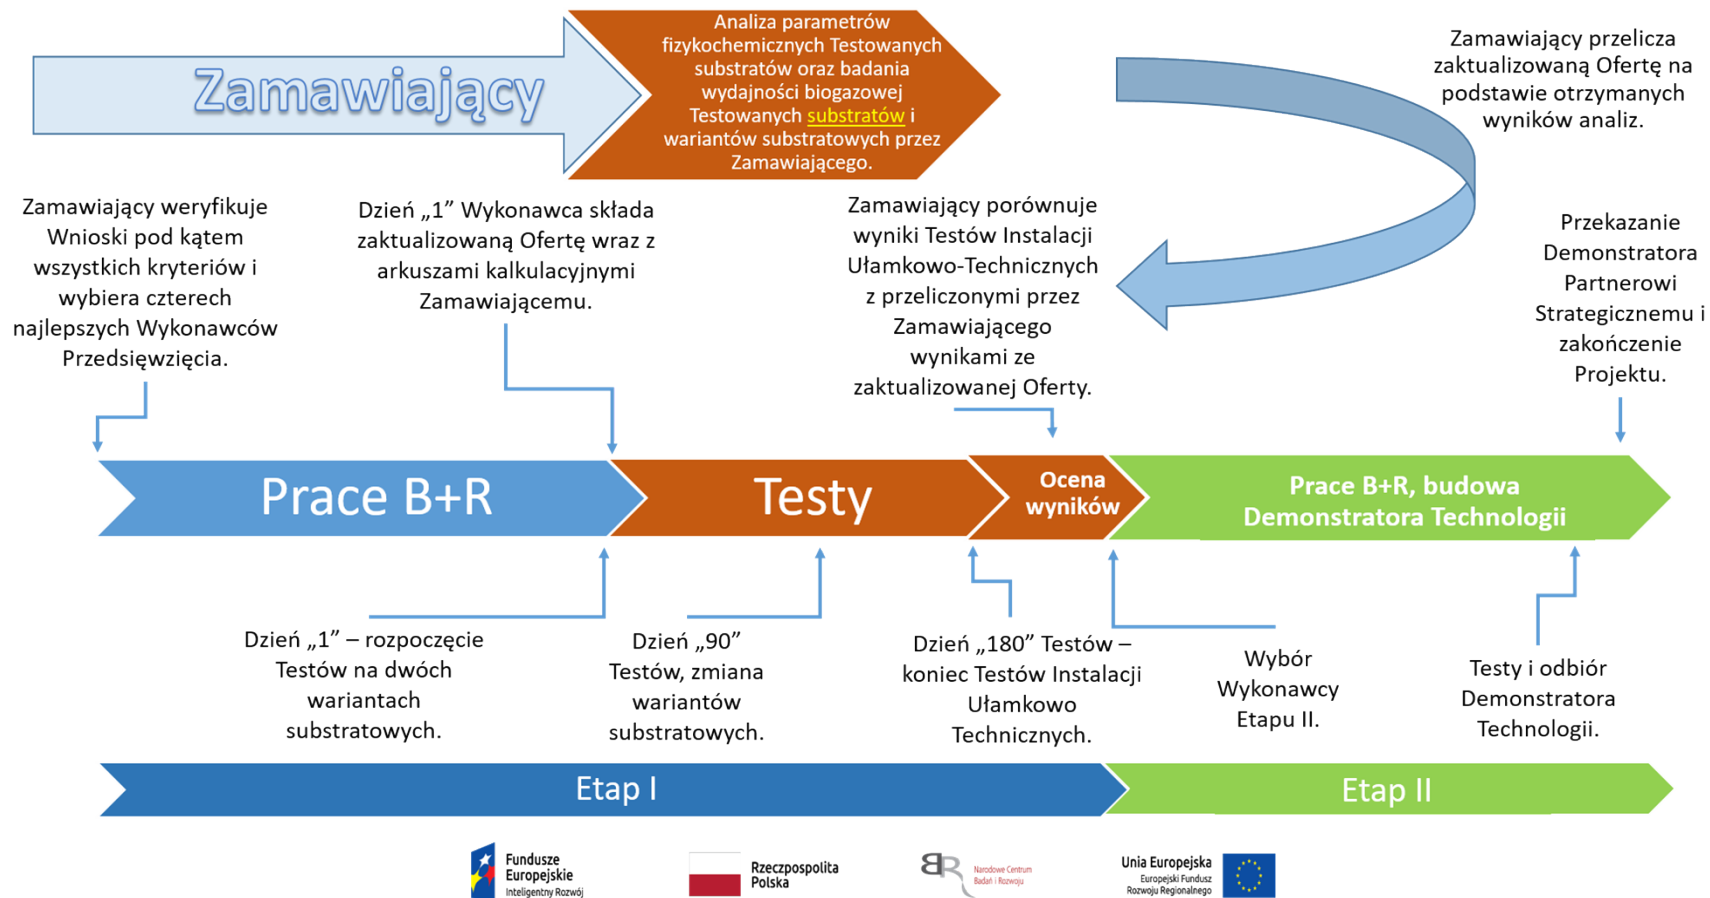 Zamawiający
Analiza parametrów
fizykochemicznych Testowanych
substratów oraz badania
wydajności biogazowej
Testowanych substratów i
wariantów substratowych przez
Zamawiającego.
Zamawiający przelicza
zaktualizowaną Ofertę na
podstawie otrzymanych
wyników analiz.
Zamawiający weryfikuje
Wnioski pod kątem
wszystkich kryteriów i
wybiera czterech
najlepszych Wykonawców
Przedsięwzięcia.
Dzień „1” Wykonawca składa
zaktualizowaną Ofertę wraz z
arkuszami kalkulacyjnymi
Zamawiającemu.
Zamawiający porównuje
wyniki Testów Instalacji
Ułamkowo-Technicznych
z przeliczonymi przez
Zamawiającego
wynikami ze
zaktualizowanej Oferty.
Przekazanie
Demonstratora
Partnerowi
Strategicznemu i
zakończenie
Projektu.
Prace B+R
Testy
Ocena
wyników
Prace B+R, budowa
Demonstratora Technologii
Dzień „1” – rozpoczęcie
Testów na dwóch
wariantach
substratowych.
Dzień „90”
Testów, zmiana
wariantów
substratowych.
Dzień „180” Testów –
koniec Testów Instalacji
Ułamkowo
Technicznych.
Wybór
Wykonawcy
Etapu II.
Testy i odbiór
Demonstratora
Technologii.
Etap I
Etap II
Fundusze
Europejskie
Inteligentny Rozwój
Rzeczpospolita
Polska
BR
Narodowe Centrum
Badań i Rozwoju
Unia Europejska
Europejski Fundusz
Rozwoju Regionalnego